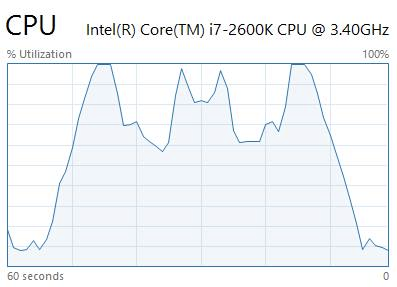 CPU Intel(R) Core(TM) i7-2600K CPU @ 3.40GHz
% Utilization 100%
60 seconds 0